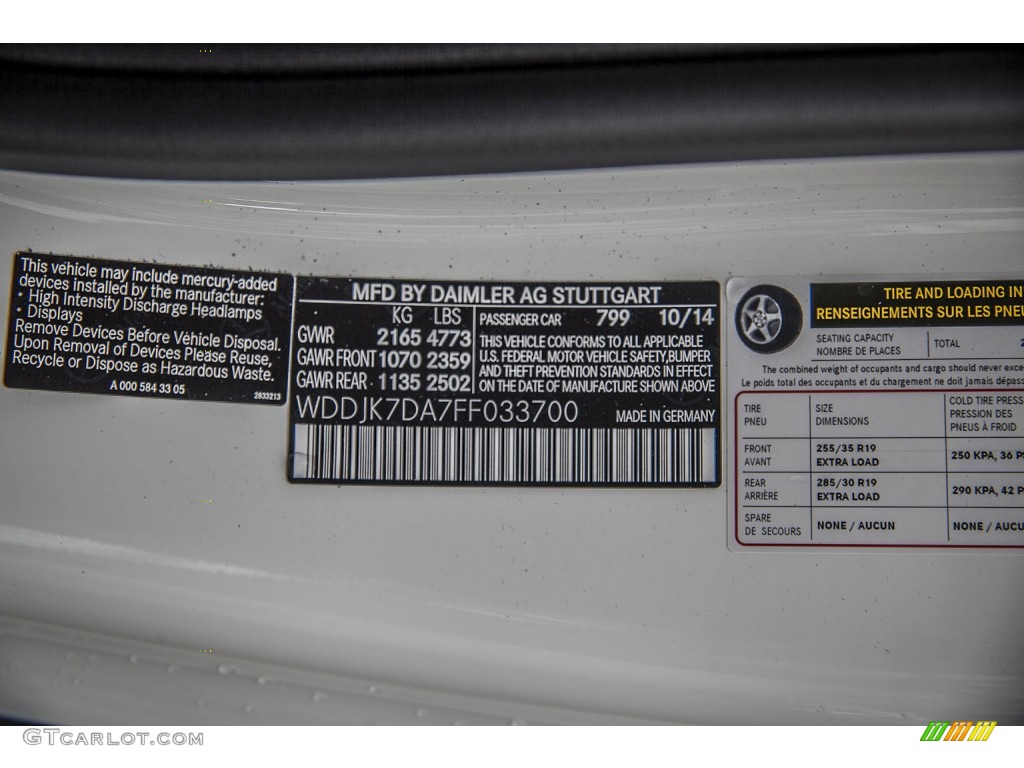 This vehicle may include mercury-added
devices installed by the manufacturer:
• High Intensity Discharge Headlamps
• Displays
Remove Devices Before Vehicle Disposal.
Upon Removal of Devices Please Reuse,
Recycle or Dispose as Hazardous Waste.
A 000 584 33 05
2833213
MFD BY DAIMLER AG STUTTGART
KG LBS
GWR 2165 4773
GAWR FRONT 1070 2359
GAWR REAR 1135 2502
PASSENGER CAR 799 10/14
THIS VEHICLE CONFORMS TO ALL APPLICABLE
U.S. FEDERAL MOTOR VEHICLE SAFETY, BUMPER
AND THEFT PREVENTION STANDARDS IN EFFECT
ON THE DATE OF MANUFACTURE SHOWN ABOVE
WDDJK7DA7FF033700
MADE IN GERMANY
TIRE AND LOADING IN
RENSEIGNEMENTS SUR LES PNEU
SEATING CAPACITY
NOMBRE DE PLACES
TOTAL 2
The combined weight of occupants and cargo should never exce
Le poids total des occupants et du chargement ne doit jamais dépass
TIRE
PNEU
SIZE
DIMENSIONS
COLD TIRE PRESS
PRESSION DES
PNEUS À FROID
FRONT
AVANT
255/35 R19
EXTRA LOAD
250 KPA, 36 PS
REAR
ARRIÈRE
285/30 R19
EXTRA LOAD
290 KPA, 42 P
SPARE
DE SECOURS
NONE / AUCUN
NONE / AUCU
GTCARLOT.COM